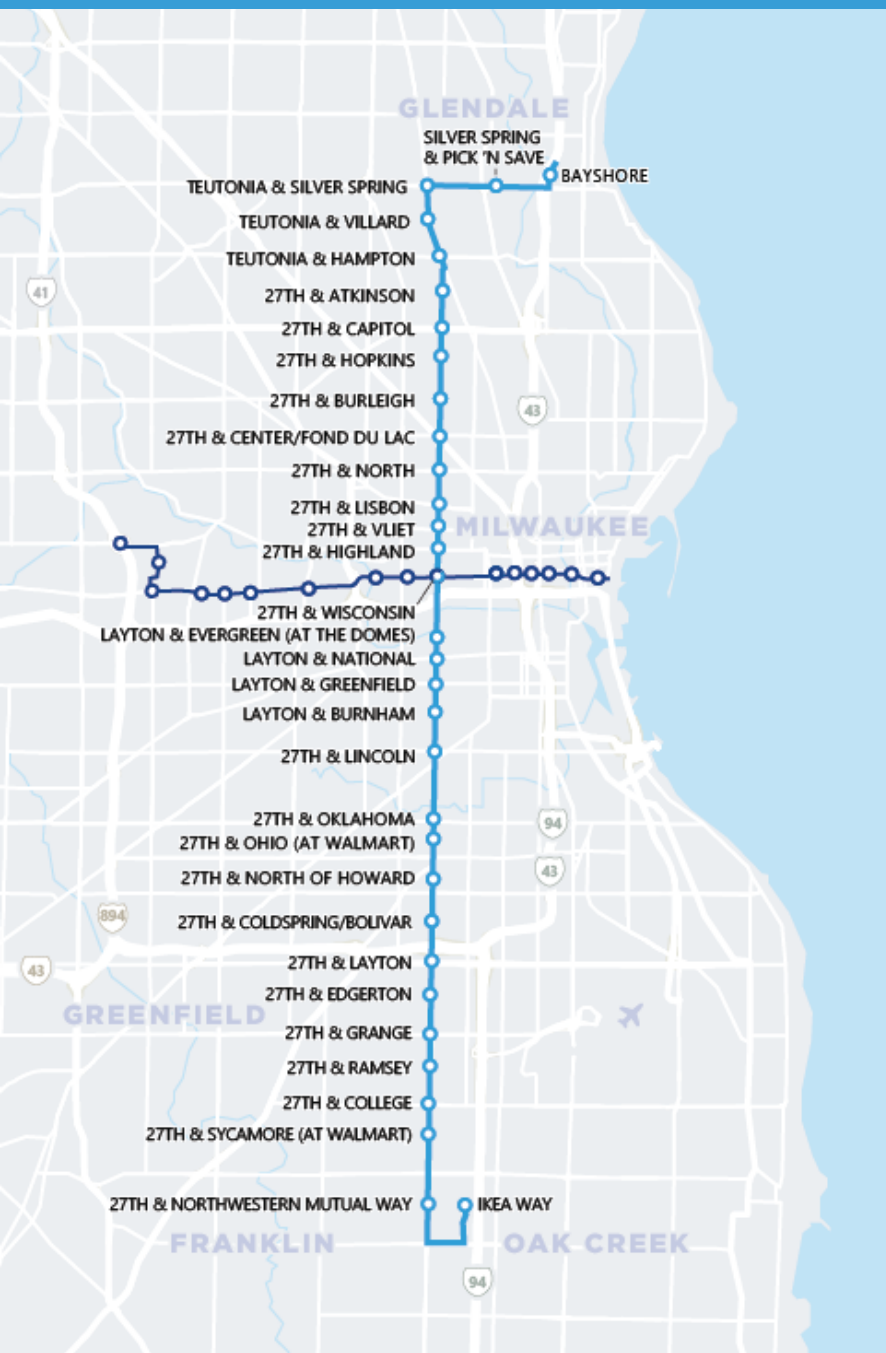 GLENDALE
SILVER SPRING
& PICK 'N SAVE
BAYSHORE
TEUTONIA & SILVER SPRING
TEUTONIA & VILLARD
TEUTONIA & HAMPTON
41
27TH & ATKINSON
27TH & CAPITOL
27TH & HOPKINS
27TH & BURLEIGH
43
27TH & CENTER/FOND DU LAC
27TH & NORTH
27TH & LISBON
MILWAUKEE
27TH & VLIET
27TH & HIGHLAND
27TH & WISCONSIN
LAYTON & EVERGREEN (AT THE DOMES)
LAYTON & NATIONAL
LAYTON & GREENFIELD
LAYTON & BURNHAM
27TH & LINCOLN
27TH & OKLAHOMA
94
27TH & OHIO (AT WALMART)
43
27TH & NORTH OF HOWARD
894
27TH & COLDSPRING/BOLIVAR
27TH & LAYTON
43
27TH & EDGERTON
GREENFIELD
27TH & GRANGE
27TH & RAMSEY
27TH & COLLEGE
27TH & SYCAMORE (AT WALMART)
27TH & NORTHWESTERN MUTUAL WAY
IKEA WAY
FRANKLIN
OAK CREEK
94